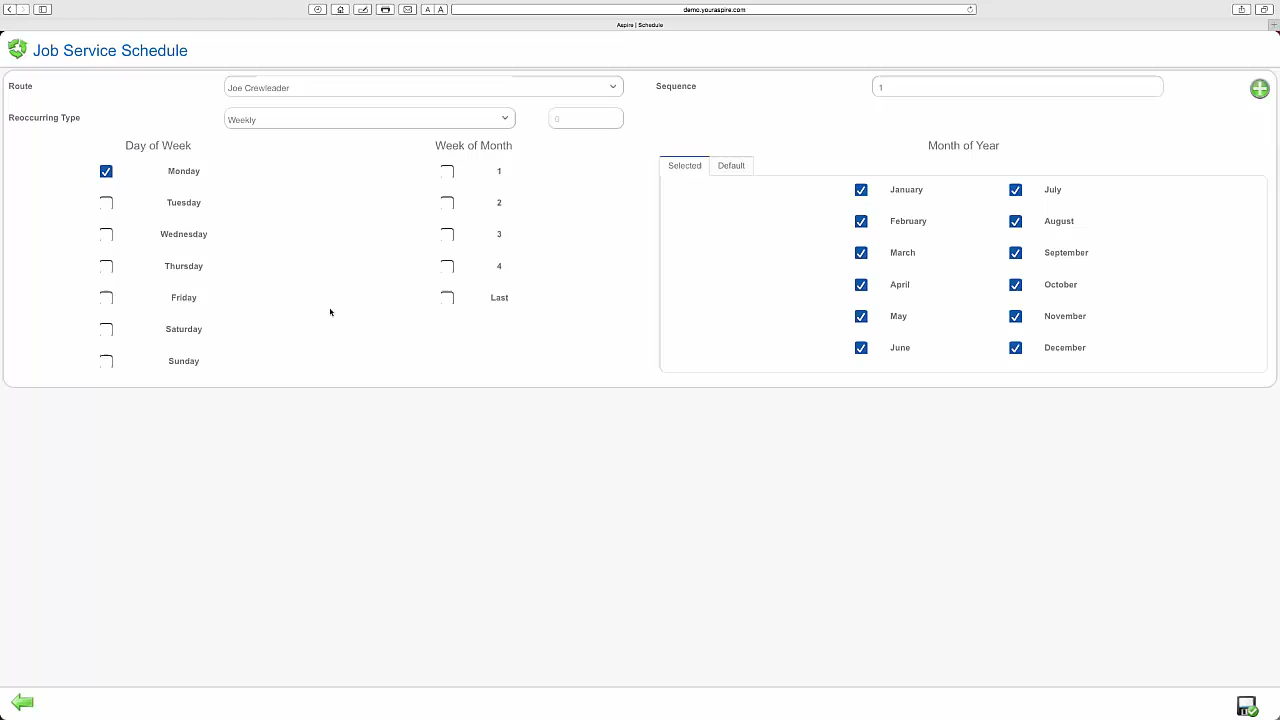 demo.youraspire.com
A A
Aspire | Schedule
Job Service Schedule
Route
Joe Crewleader
Sequence
1
Reoccurring Type
Weekly
0
Day of Week
Week of Month
Month of Year
Selected
Default
Monday
1
January
July
Tuesday
2
February
August
Wednesday
3
March
September
Thursday
4
April
October
Friday
Last
May
November
Saturday
June
December
Sunday